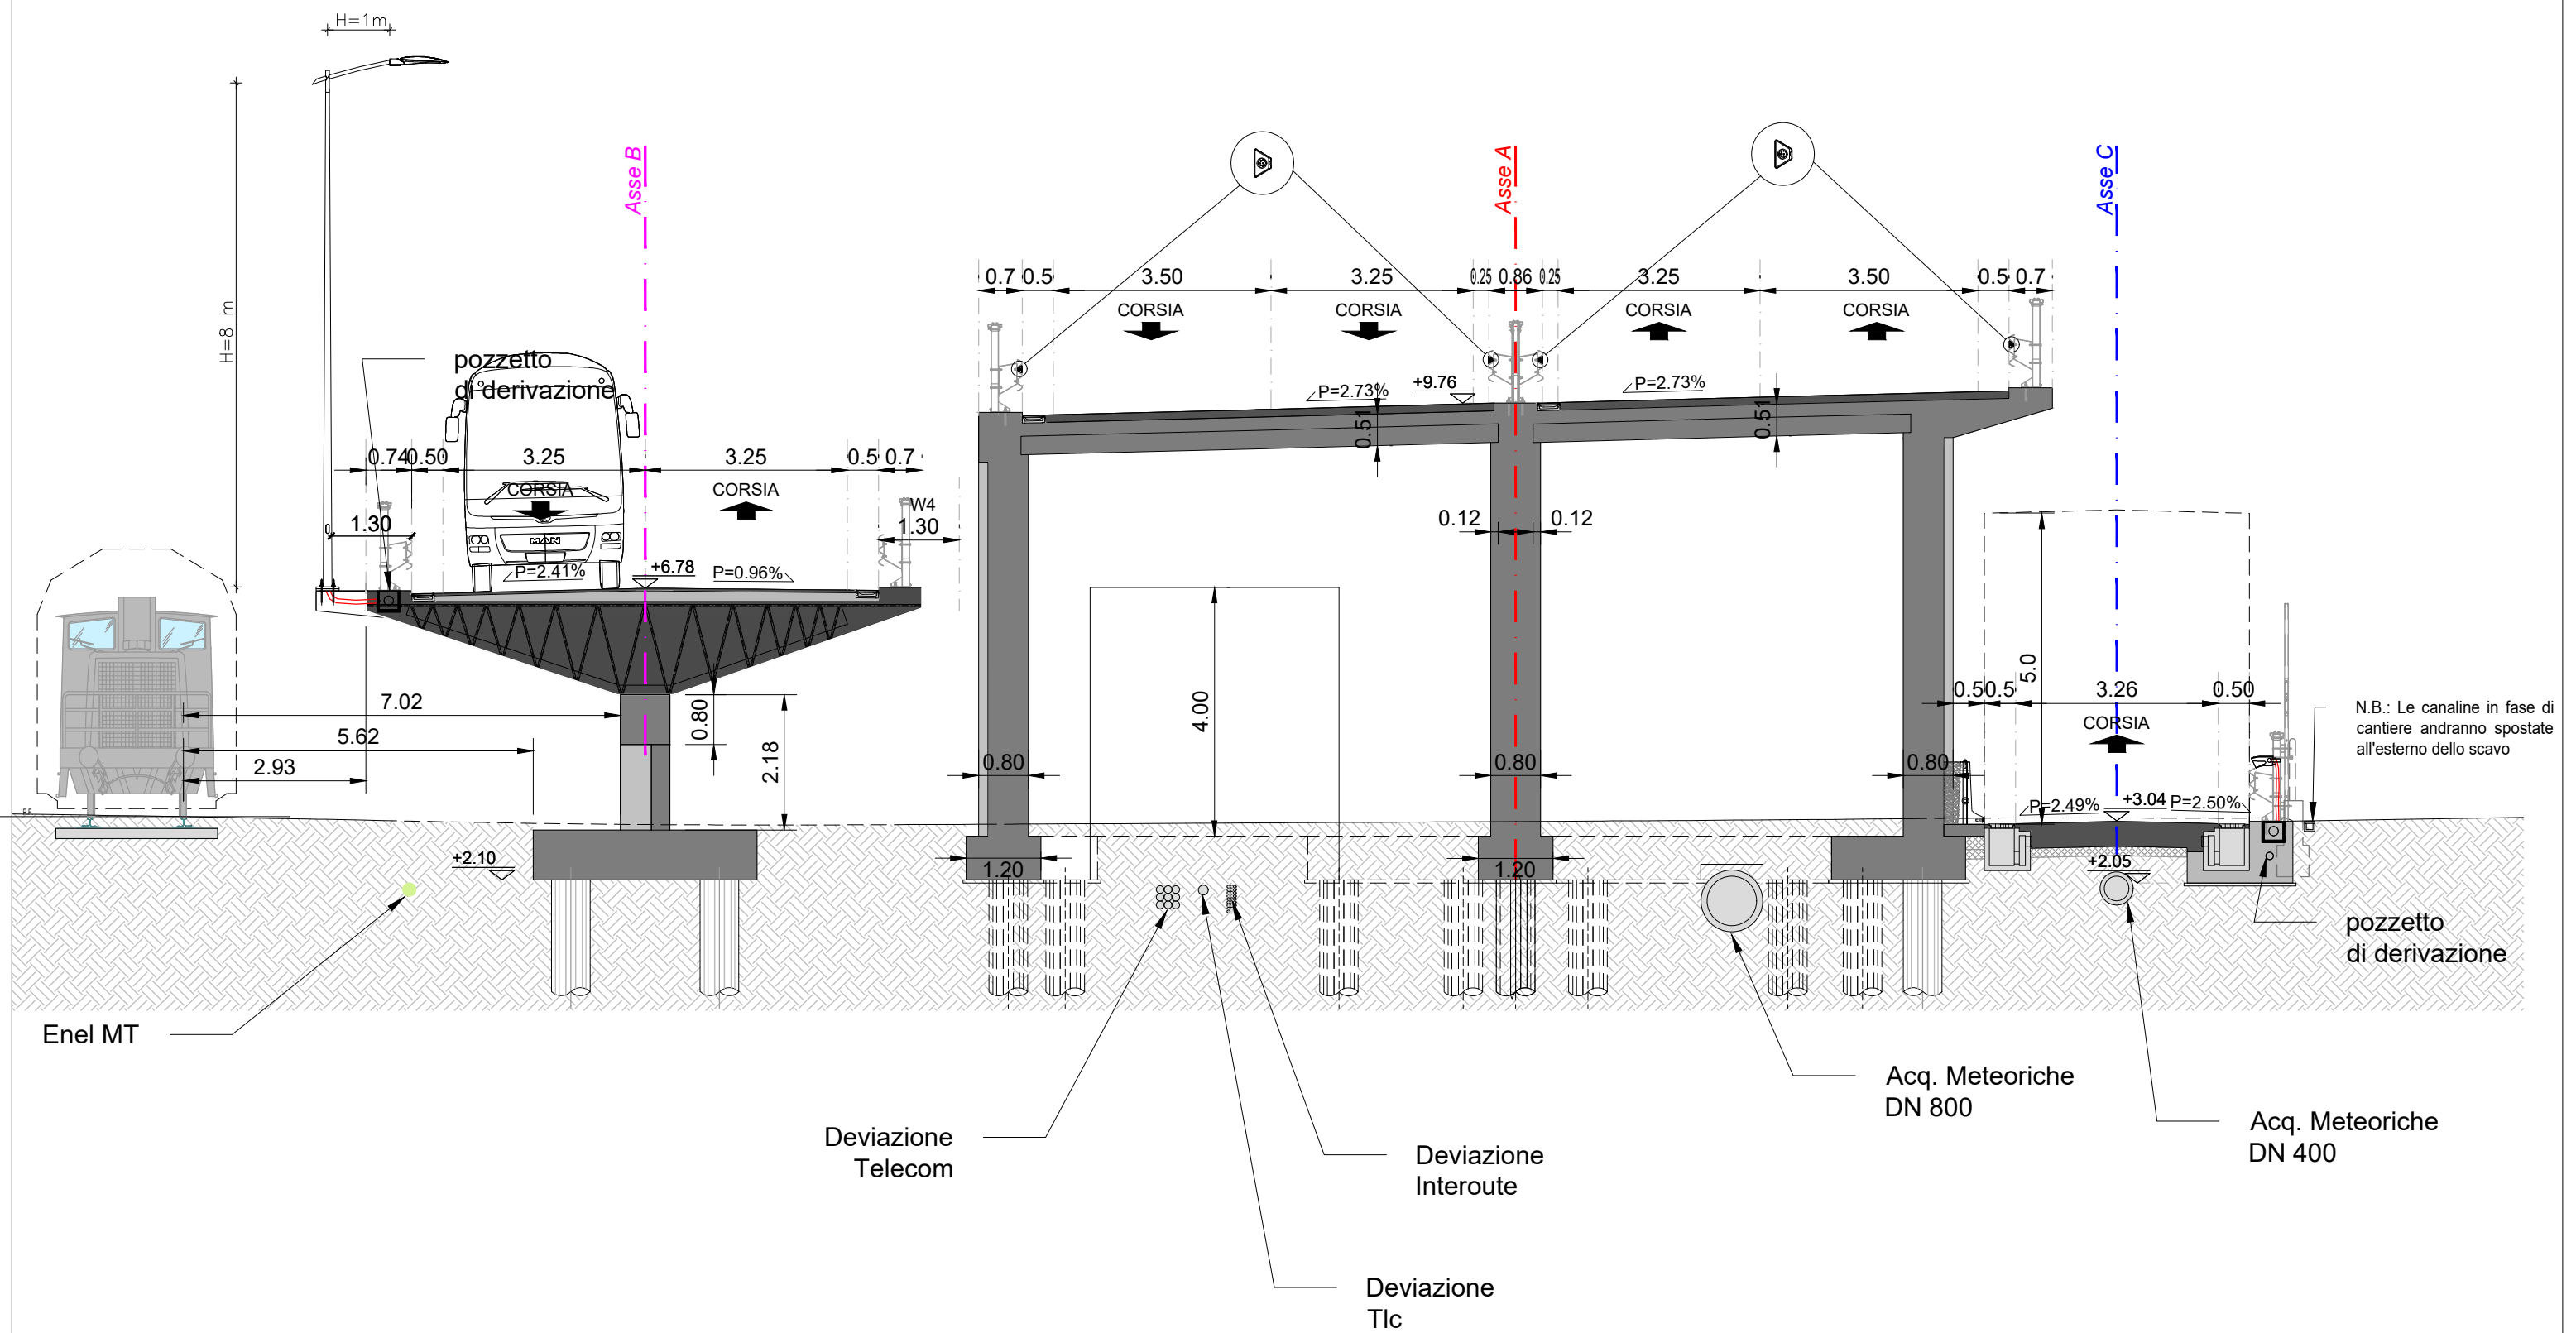 H=1m
H=8 m
Asse B
Asse A
Asse C
0.7
0.5
3.50
3.25
0.25
0.86
0.25
3.25
3.50
0.5
0.7
CORSIA
CORSIA
CORSIA
CORSIA
P=2.73%
+9.76
P=2.73%
0.51
0.51
pozzetto
di derivazione
0.74
0.50
3.25
3.25
0.5
0.7
CORSIA
CORSIA
W4
1.30
1.30
MAN
P=2.41%
+6.78
P=0.96%
0.12
0.12
7.02
5.62
2.93
0.80
2.18
4.00
0.80
0.80
0.80
5.0
0.5
0.5
3.26
0.50
CORSIA
N.B.: Le canaline in fase di
cantiere andranno spostate
all'esterno dello scavo
P=2.49%
+3.04
P=2.50%
P.F.
+2.10
1.20
1.20
+2.05
pozzetto
di derivazione
Enel MT
Deviazione
Telecom
Deviazione
Interoute
Deviazione
Tlc
Acq. Meteoriche
DN 800
Acq. Meteoriche
DN 400